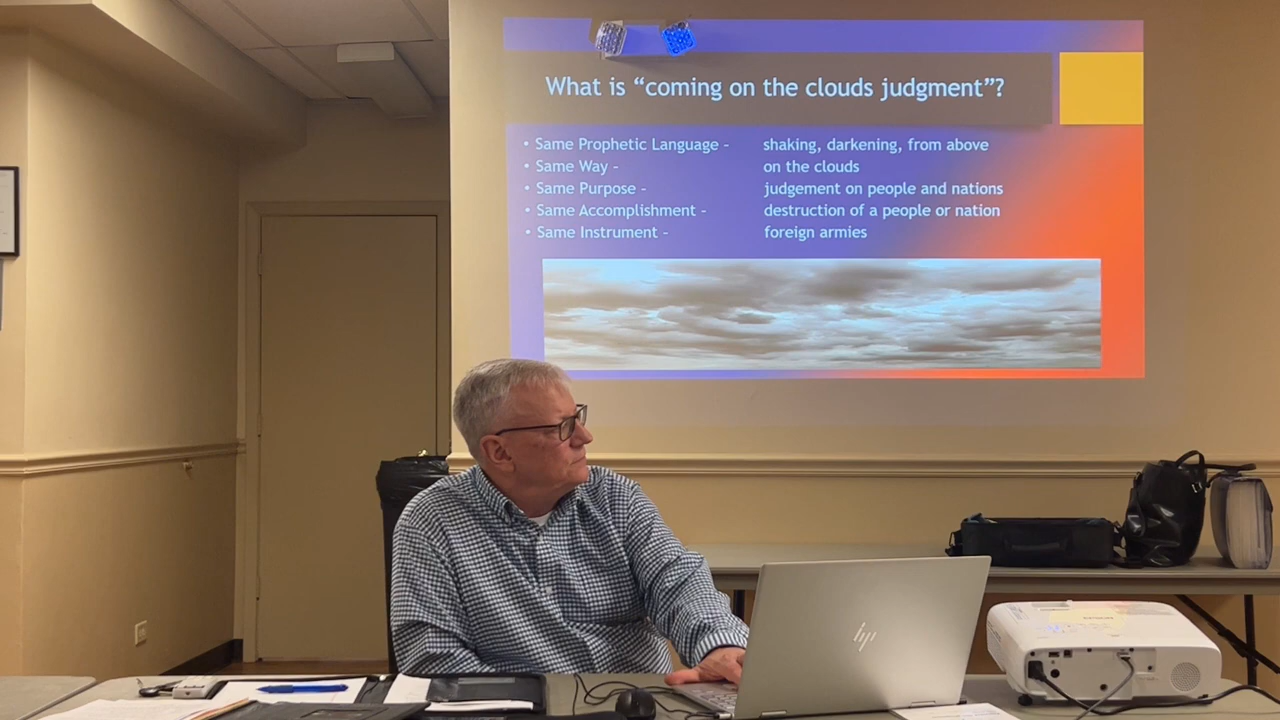 What is “coming on the clouds judgment”?
• Same Prophetic Language - shaking, darkening, from above
• Same Way - on the clouds
• Same Purpose - judgement on people and nations
• Same Accomplishment - destruction of a people or nation
• Same Instrument - foreign armies
hp